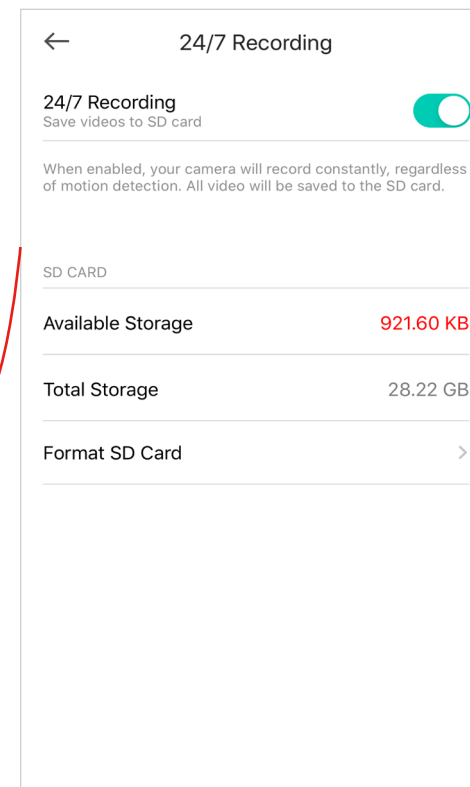 24/7 Recording
24/7 Recording
Save videos to SD card
When enabled, your camera will record constantly, regardless
of motion detection. All video will be saved to the SD card.
SD CARD
Available Storage 921.60 KB
Total Storage 28.22 GB
Format SD Card